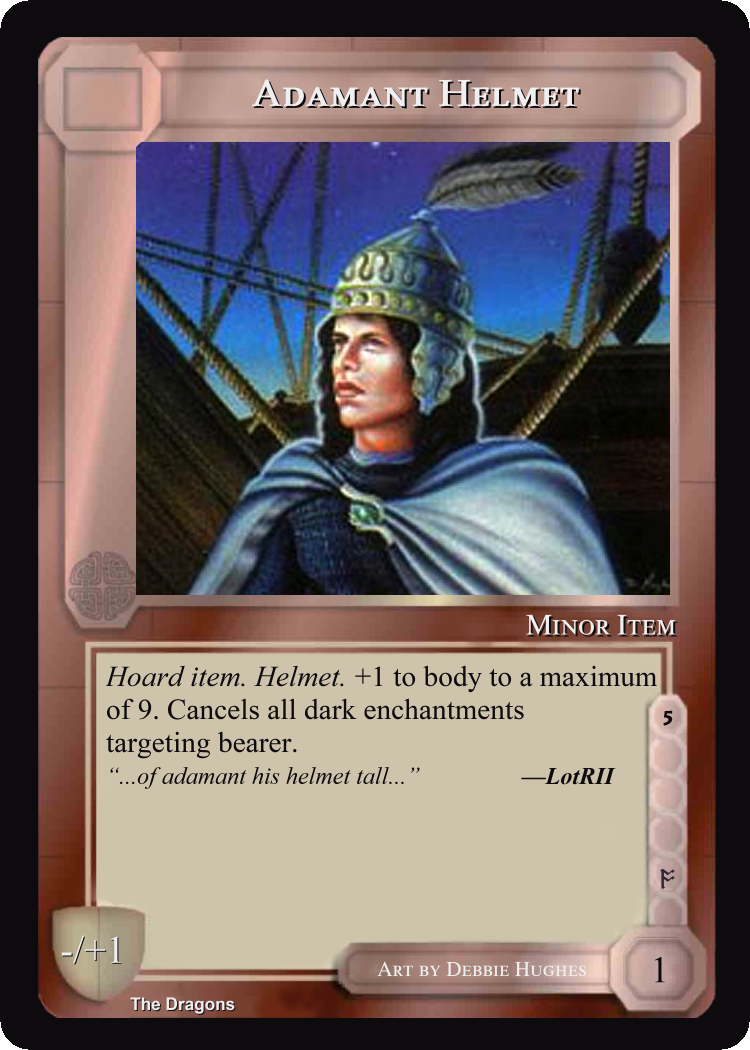 Adamant Helmet
Minor Item
Hoard item. Helmet. +1 to body to a maximum
of 9. Cancels all dark enchantments
targeting bearer.
“...of adamant his helmet tall...” —LotRII
5
ᚩ
-/+1
Art by Debbie Hughes
1
The Dragons